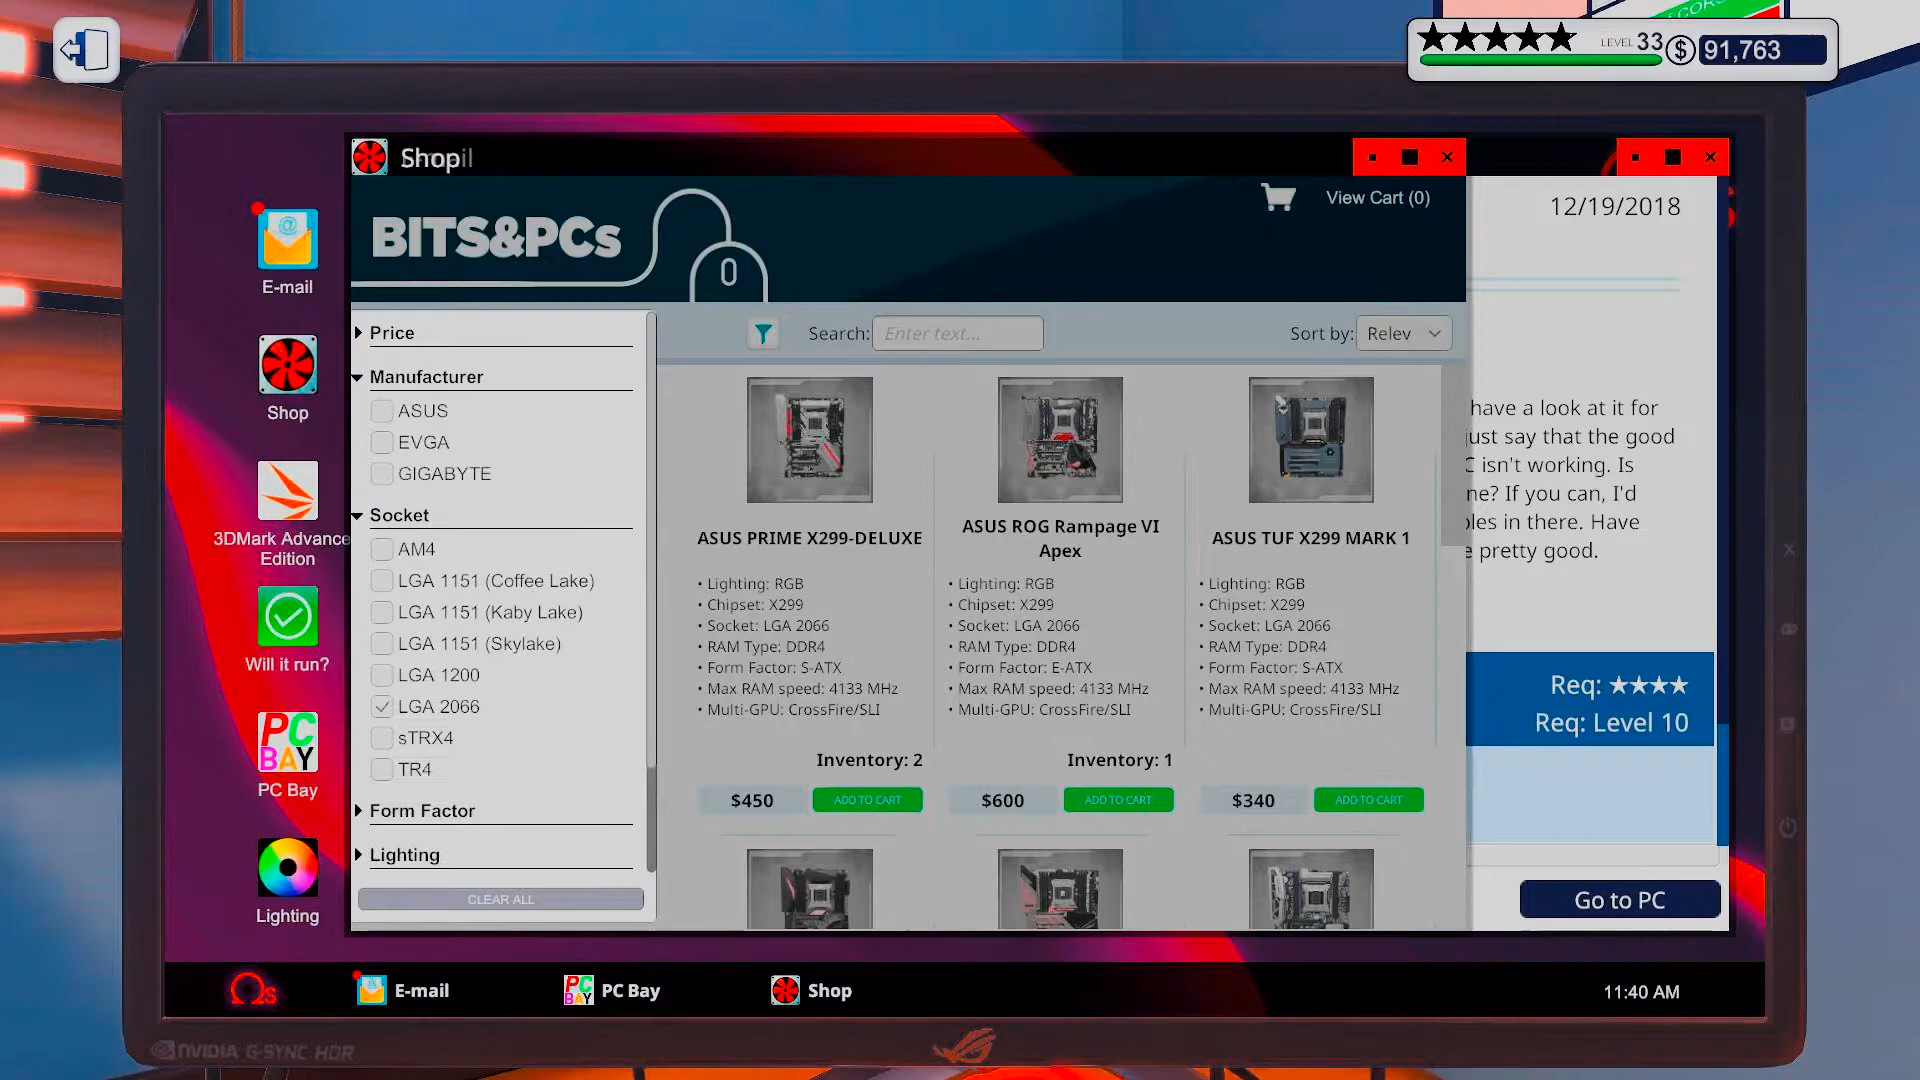 LEVEL 33
$ 91,763
Shop
BITS&PCs
View Cart (0)
12/19/2018
E-mail
Shop
3DMark Advance
Edition
Will it run?
PC
BAY
PC Bay
Lighting
Price
Manufacturer
ASUS
EVGA
GIGABYTE
Socket
AM4
LGA 1151 (Coffee Lake)
LGA 1151 (Kaby Lake)
LGA 1151 (Skylake)
LGA 1200
LGA 2066
sTRX4
TR4
Form Factor
Lighting
CLEAR ALL
Search: Enter text...
Sort by: Relev
ASUS PRIME X299-DELUXE
• Lighting: RGB
• Chipset: X299
• Socket: LGA 2066
• RAM Type: DDR4
• Form Factor: S-ATX
• Max RAM speed: 4133 MHz
• Multi-GPU: CrossFire/SLI
Inventory: 2
$450
ADD TO CART
ASUS ROG Rampage VI
Apex
• Lighting: RGB
• Chipset: X299
• Socket: LGA 2066
• RAM Type: DDR4
• Form Factor: E-ATX
• Max RAM speed: 4133 MHz
• Multi-GPU: CrossFire/SLI
Inventory: 1
$600
ADD TO CART
ASUS TUF X299 MARK 1
• Lighting: RGB
• Chipset: X299
• Socket: LGA 2066
• RAM Type: DDR4
• Form Factor: S-ATX
• Max RAM speed: 4133 MHz
• Multi-GPU: CrossFire/SLI
$340
ADD TO CART
have a look at it for
just say that the good
isn't working. Is
If you can, I'd
in there. Have
pretty good.
Req: ★★★★
Req: Level 10
Go to PC
Ωs
E-mail
PC
BAY
PC Bay
Shop
11:40 AM
NVIDIA G-SYNC HDR